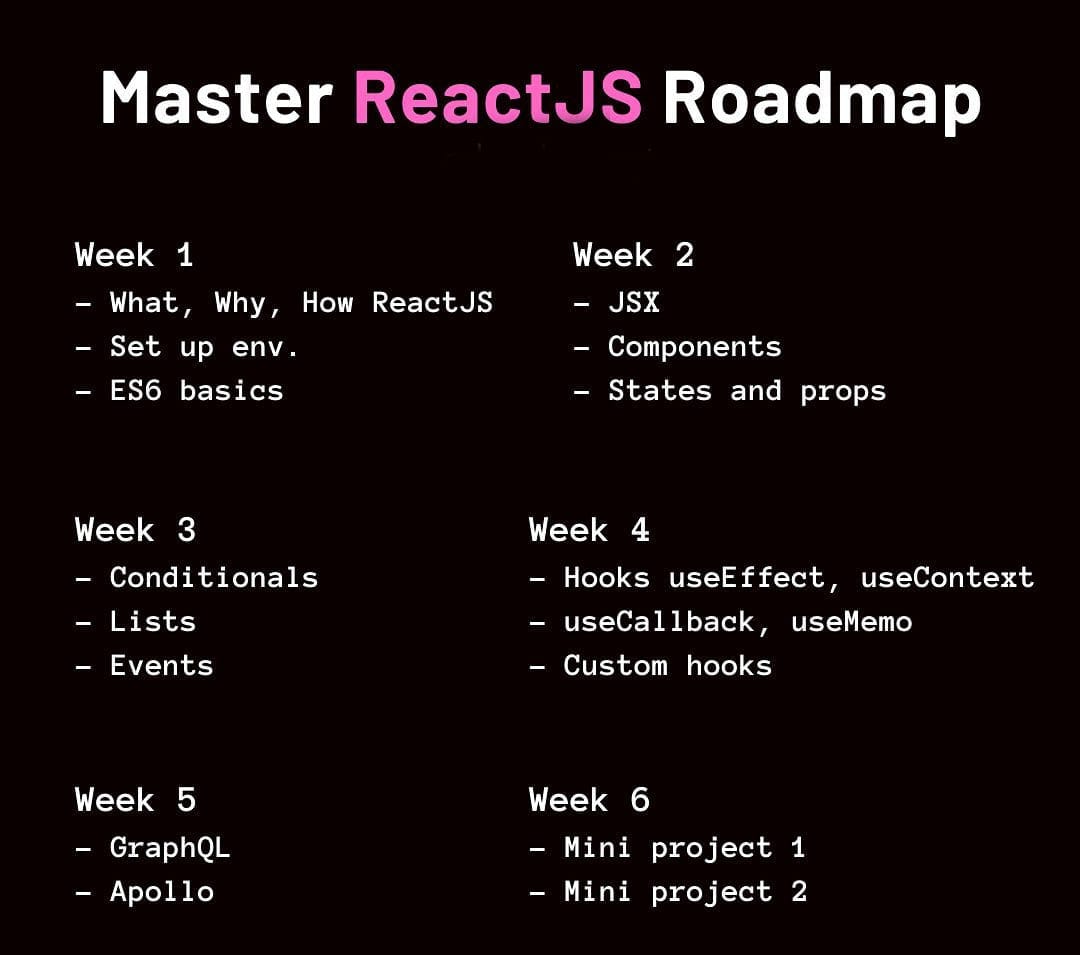 Master ReactJS Roadmap
Week 1
– What, Why, How ReactJS
– Set up env.
– ES6 basics
Week 2
– JSX
– Components
– States and props
Week 3
– Conditionals
– Lists
– Events
Week 4
– Hooks useEffect, useContext
– useCallback, useMemo
– Custom hooks
Week 5
– GraphQL
– Apollo
Week 6
– Mini project 1
– Mini project 2